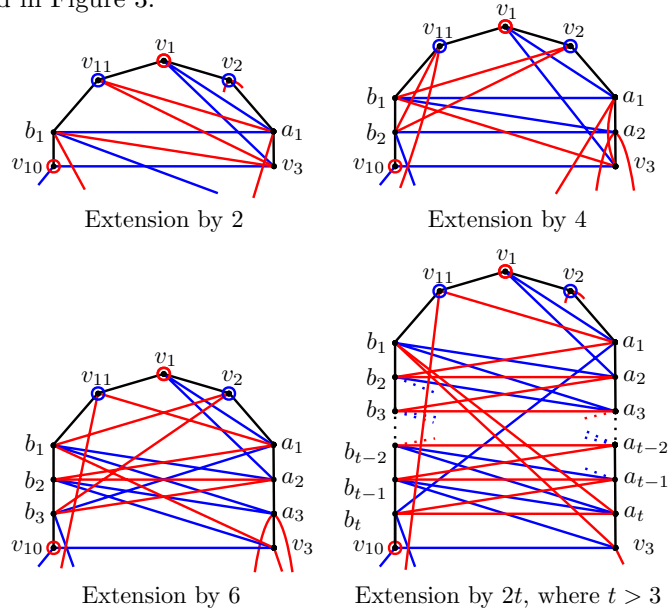 d in Figure 3.
v₁
v₁₁ v₂
b₁ a₁
v₁₀ v₃
Extension by 2
v₁
v₁₁ v₂
b₁ a₁
b₂ a₂
v₁₀ v₃
Extension by 4
v₁
v₁₁ v₂
b₁ a₁
b₂ a₂
b₃ a₃
v₁₀ v₃
Extension by 6
v₁
v₁₁ v₂
b₁ a₁
b₂ a₂
b₃ a₃
bₜ₋₂ aₜ₋₂
bₜ₋₁ aₜ₋₁
bₜ aₜ
v₁₀ v₃
Extension by 2t, where t > 3